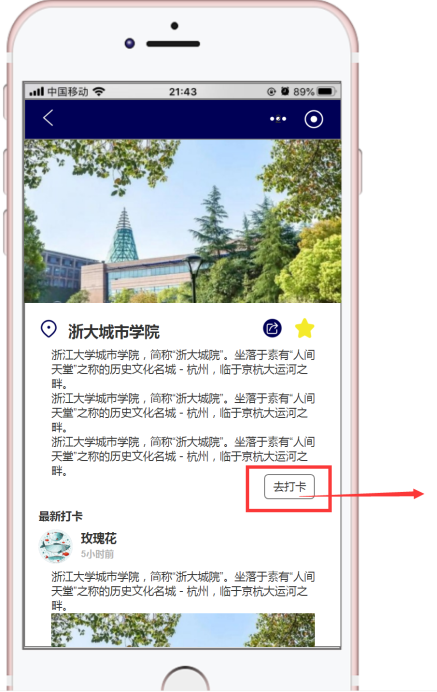 中国移动 21:43 89%
浙大城市学院
浙江大学城市学院，简称“浙大城院”。坐落于素有“人间
天堂”之称的历史文化名城 - 杭州，临于京杭大运河之
畔。
浙江大学城市学院，简称“浙大城院”。坐落于素有“人间
天堂”之称的历史文化名城 - 杭州，临于京杭大运河之
畔。
浙江大学城市学院，简称“浙大城院”。坐落于素有“人间
天堂”之称的历史文化名城 - 杭州，临于京杭大运河之
畔。
去打卡
最新打卡
玫瑰花
5小时前
浙江大学城市学院，简称“浙大城院”。坐落于素有“人间
天堂”之称的历史文化名城 - 杭州，临于京杭大运河之
畔。